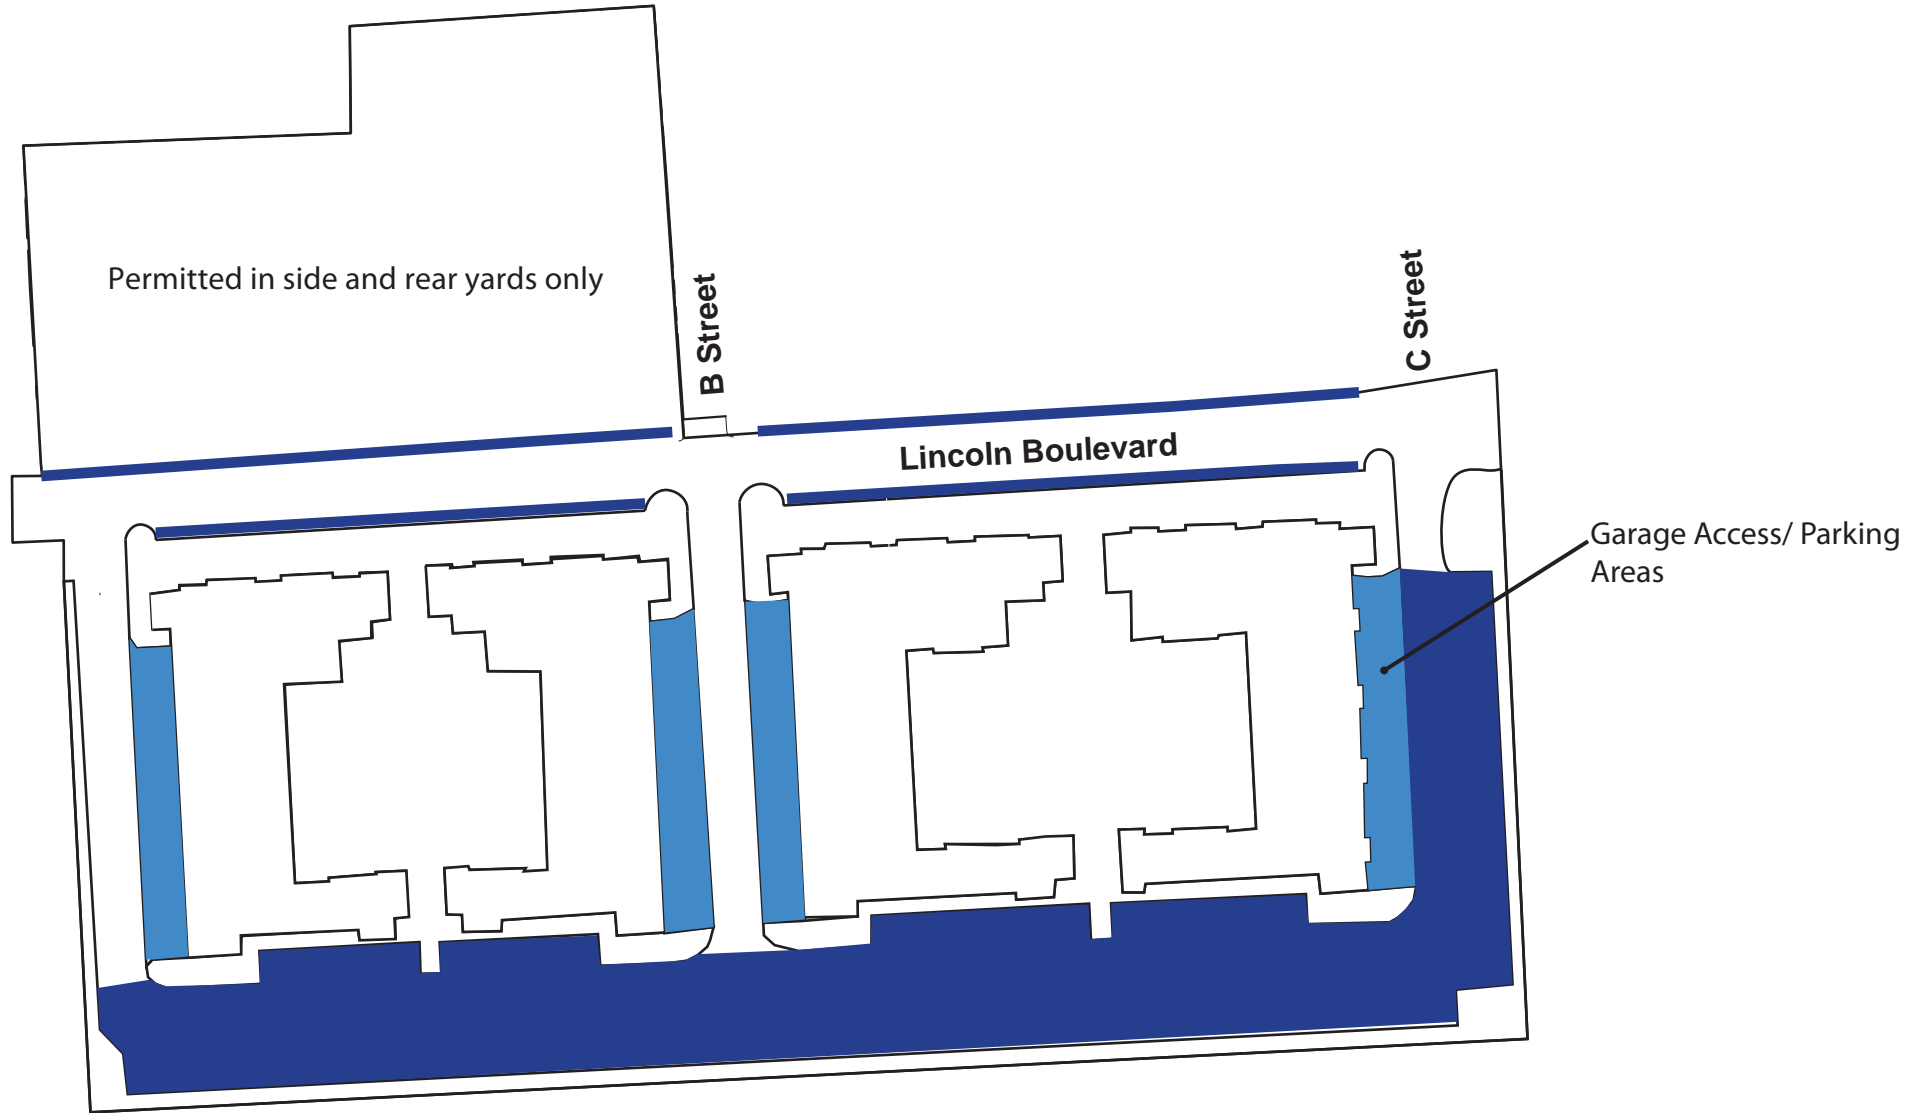 Permitted in side and rear yards only
B Street
C Street
Lincoln Boulevard
Garage Access/ Parking
Areas